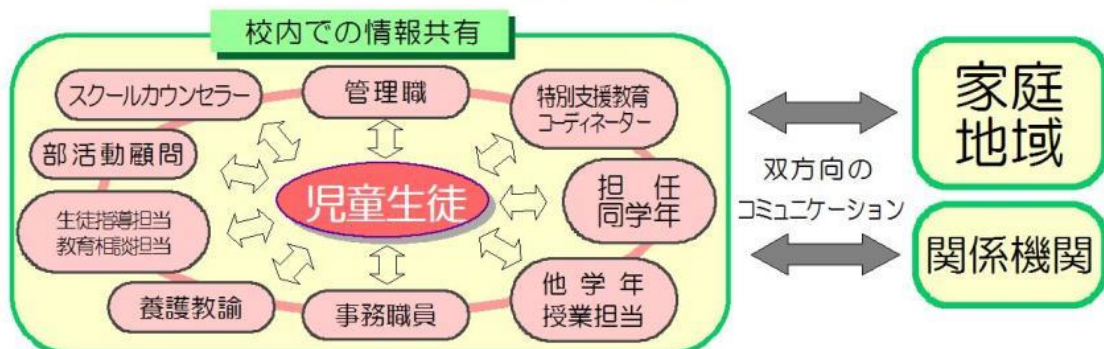 校内での情報共有
スクールカウンセラー
管理職
特別支援教育
コーディネーター
部活動顧問
児童生徒
担任
同学年
生徒指導担当
教育相談担当
養護教諭
事務職員
他学年
授業担当
双方向の
コミュニケーション
家庭
地域
関係機関